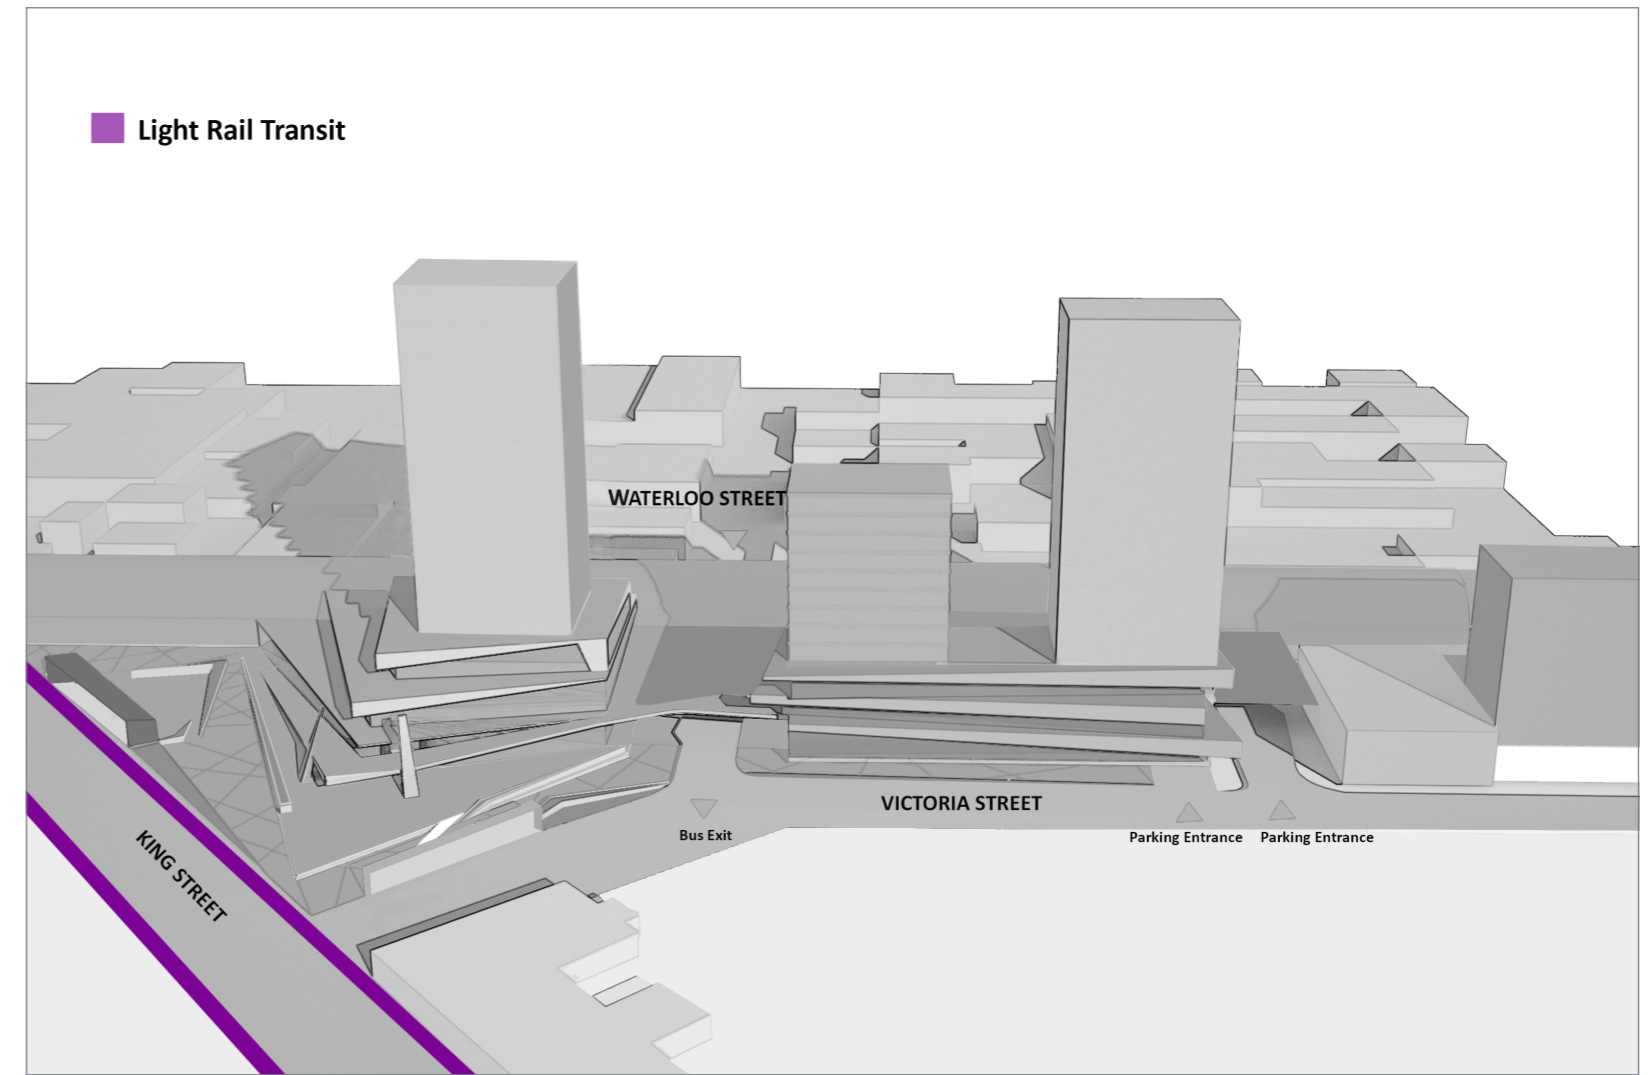 Light Rail Transit
WATERLOO STREET
VICTORIA STREET
Bus Exit
Parking Entrance
Parking Entrance
KING STREET